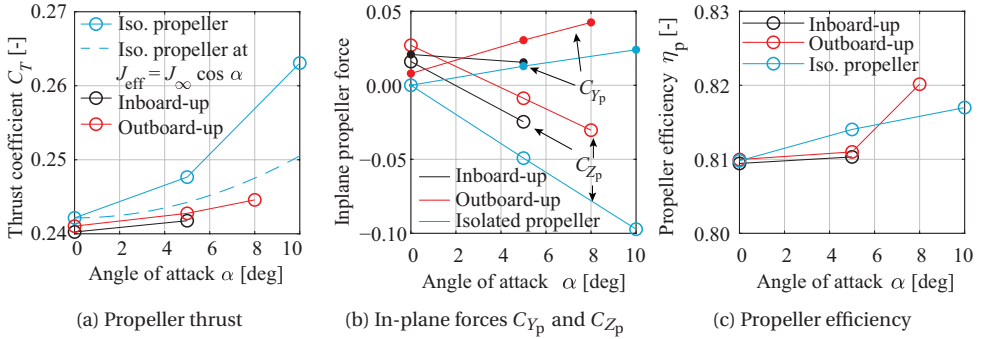 Thrust coefficient C_T [-]
0.27
0.26
0.25
0.24
Iso. propeller
Iso. propeller at
J_eff = J_∞ cos α
Inboard-up
Outboard-up
0 2 4 6 8 10
Angle of attack α [deg]
(a) Propeller thrust
Inplane propeller force
0.05
0.00
−0.05
−0.10
C_Yp
C_Zp
Inboard-up
Outboard-up
Isolated propeller
0 2 4 6 8 10
Angle of attack α [deg]
(b) In-plane forces C_Yp and C_Zp
Propeller efficiency η_p [-]
0.83
0.82
0.81
0.80
Inboard-up
Outboard-up
Iso. propeller
0 2 4 6 8 10
Angle of attack α [deg]
(c) Propeller efficiency